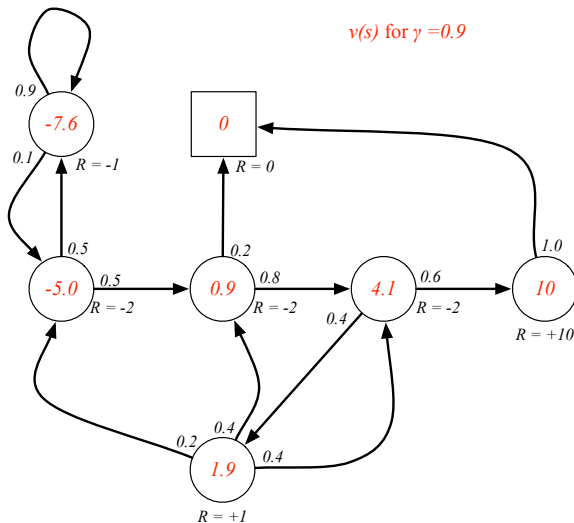 v(s) for γ =0.9
0.9
-7.6
0
0.1
R = -1
R = 0
0.5
0.2
1.0
-5.0
0.5
0.9
0.8
4.1
0.6
10
R = -2
R = -2
0.4
R = -2
R = +10
0.2
0.4
1.9
0.4
R = +1